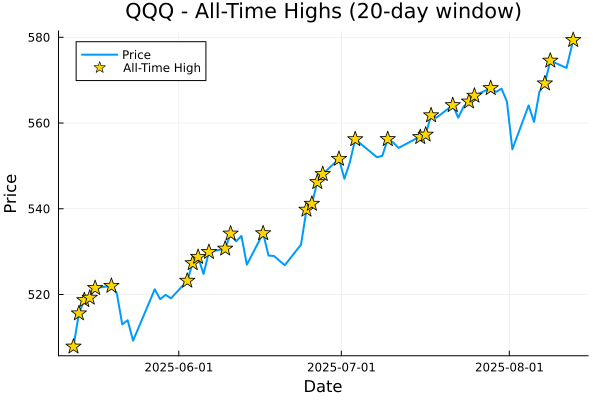 QQQ - All-Time Highs (20-day window)
Price
All-Time High
580
560
540
520
Price
2025-06-01
2025-07-01
2025-08-01
Date